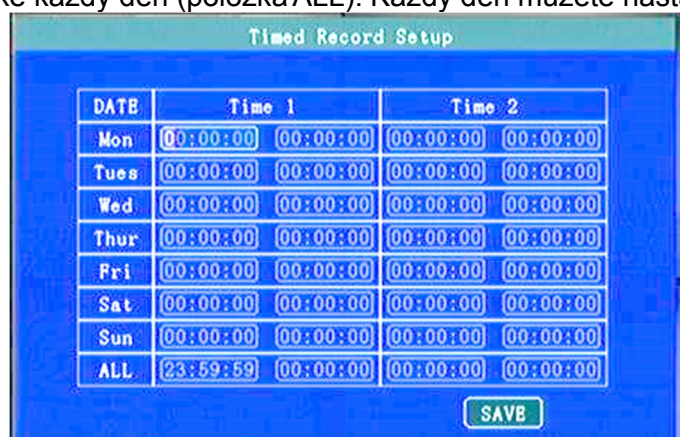 každý den (položka ALL). Každý den můžete
Timed Record Setup
DATE Time 1 Time 2
Mon 00:00:00 00:00:00 00:00:00 00:00:00
Tues 00:00:00 00:00:00 00:00:00 00:00:00
Wed 00:00:00 00:00:00 00:00:00 00:00:00
Thur 00:00:00 00:00:00 00:00:00 00:00:00
Fri 00:00:00 00:00:00 00:00:00 00:00:00
Sat 00:00:00 00:00:00 00:00:00 00:00:00
Sun 00:00:00 00:00:00 00:00:00 00:00:00
ALL 23:59:59 00:00:00 00:00:00 00:00:00
SAVE